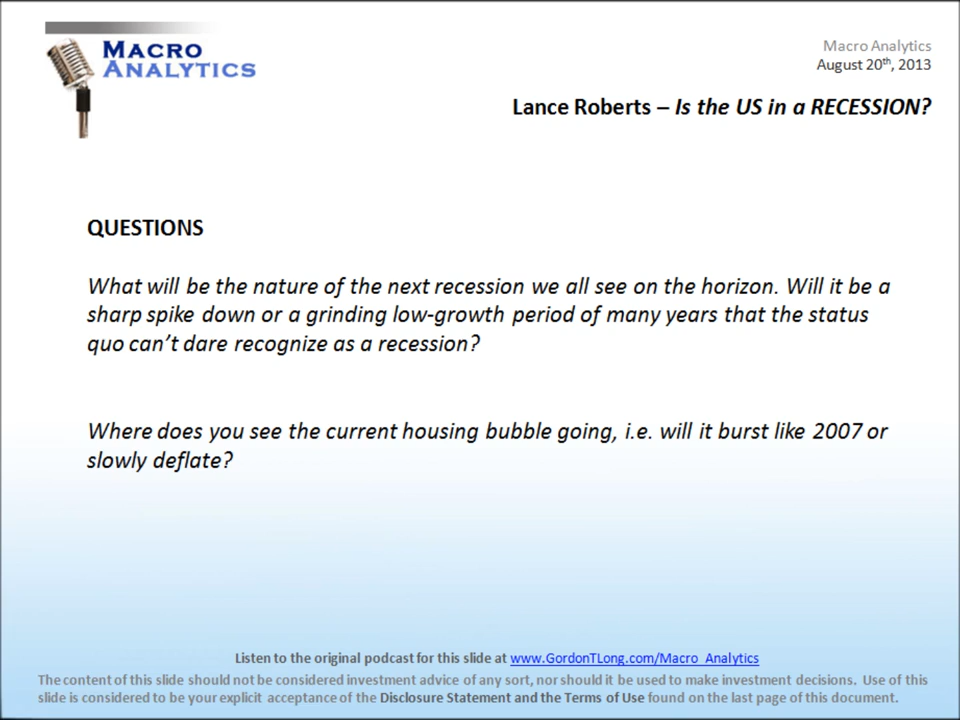 MACRO
ANALYTICS
Macro Analytics
August 20th, 2013
Lance Roberts – Is the US in a RECESSION?
QUESTIONS
What will be the nature of the next recession we all see on the horizon. Will it be a
sharp spike down or a grinding low-growth period of many years that the status
quo can't dare recognize as a recession?
Where does you see the current housing bubble going, i.e. will it burst like 2007 or
slowly deflate?
Listen to the original podcast for this slide at www.GordonTLong.com/Macro_Analytics
The content of this slide should not be considered investment advice of any sort, nor should it be used to make investment decisions. Use of this
slide is considered to be your explicit acceptance of the Disclosure Statement and the Terms of Use found on the last page of this document.